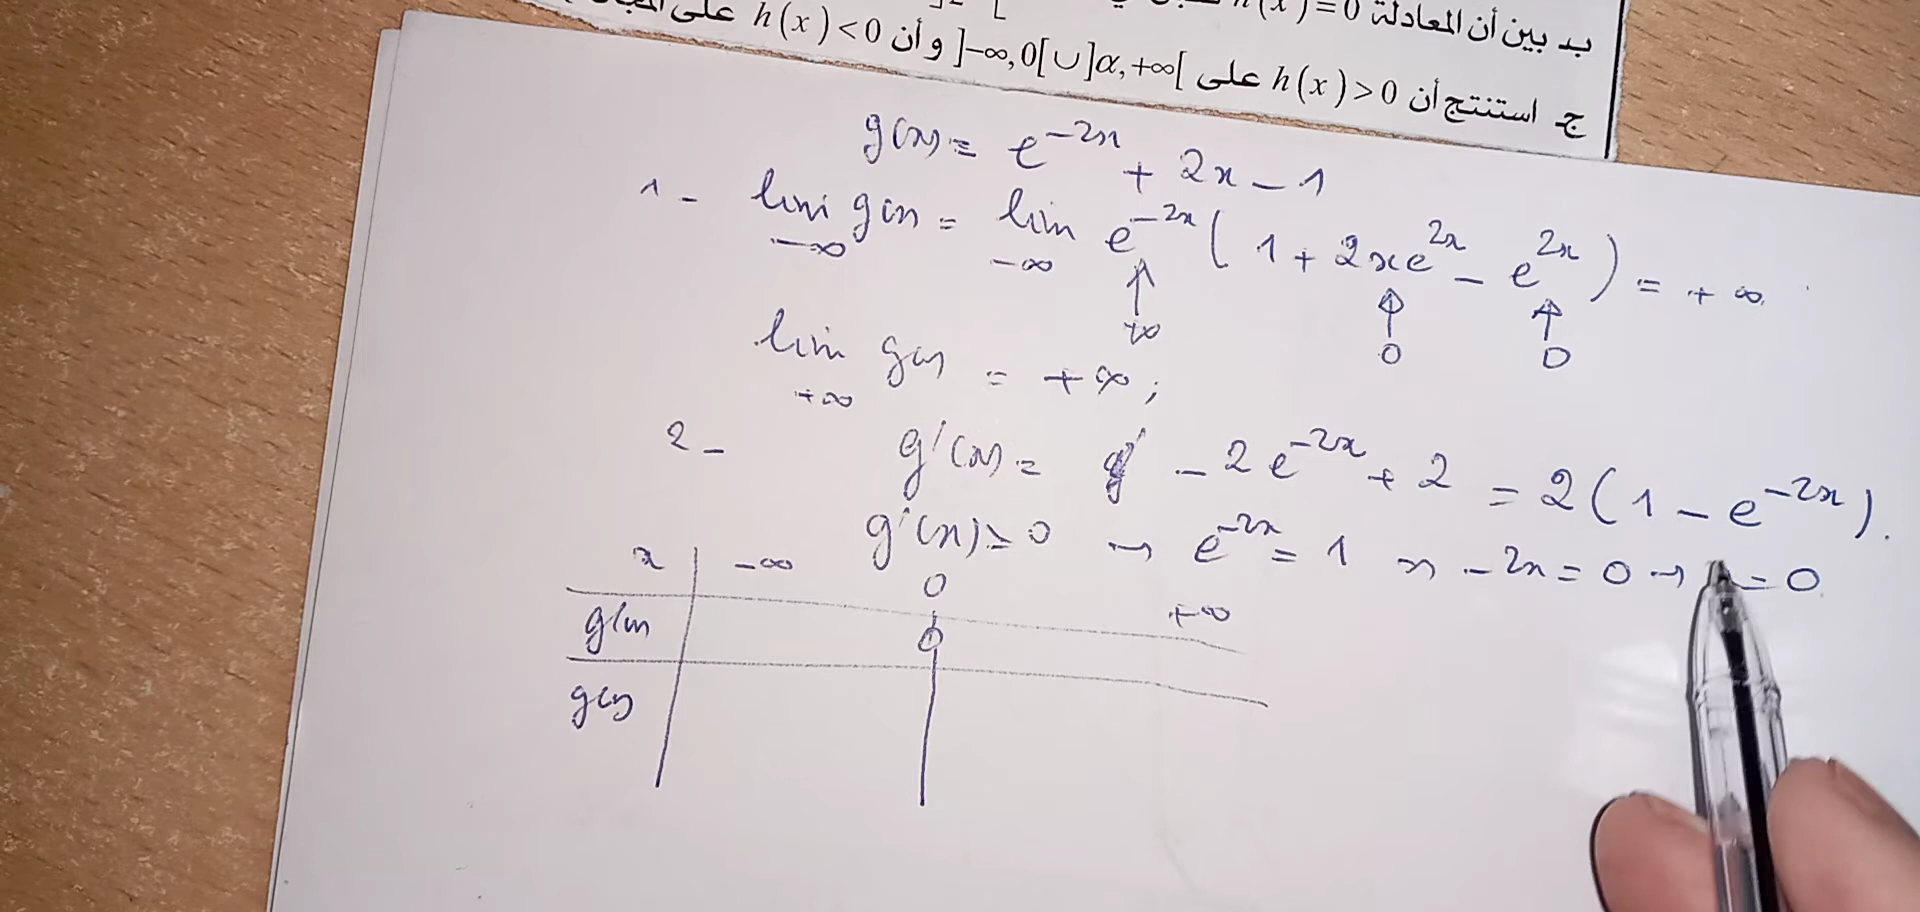 بـ بين أن المعادلة h(x)=0
جـ استنتج أن h(x)>0 على ]-∞,0[∪]α,+∞[ و أن h(x)<0 على
g(x) = e^{-2x} + 2x - 1
1 - lim_{-∞} g(x) = lim_{-∞} e^{-2x} ( 1 + 2xe^{2x} - e^{2x} ) = +∞.
↑ ↑ ↑
+∞ 0 0
lim_{+∞} g(x) = +∞ ;
2 - g'(x) = - 2e^{-2x} + 2 = 2(1 - e^{-2x}).
g'(x) = 0 → e^{-2x} = 1 → -2x = 0 → = 0
x -∞ 0 +∞
g'(x) 0
g(x)